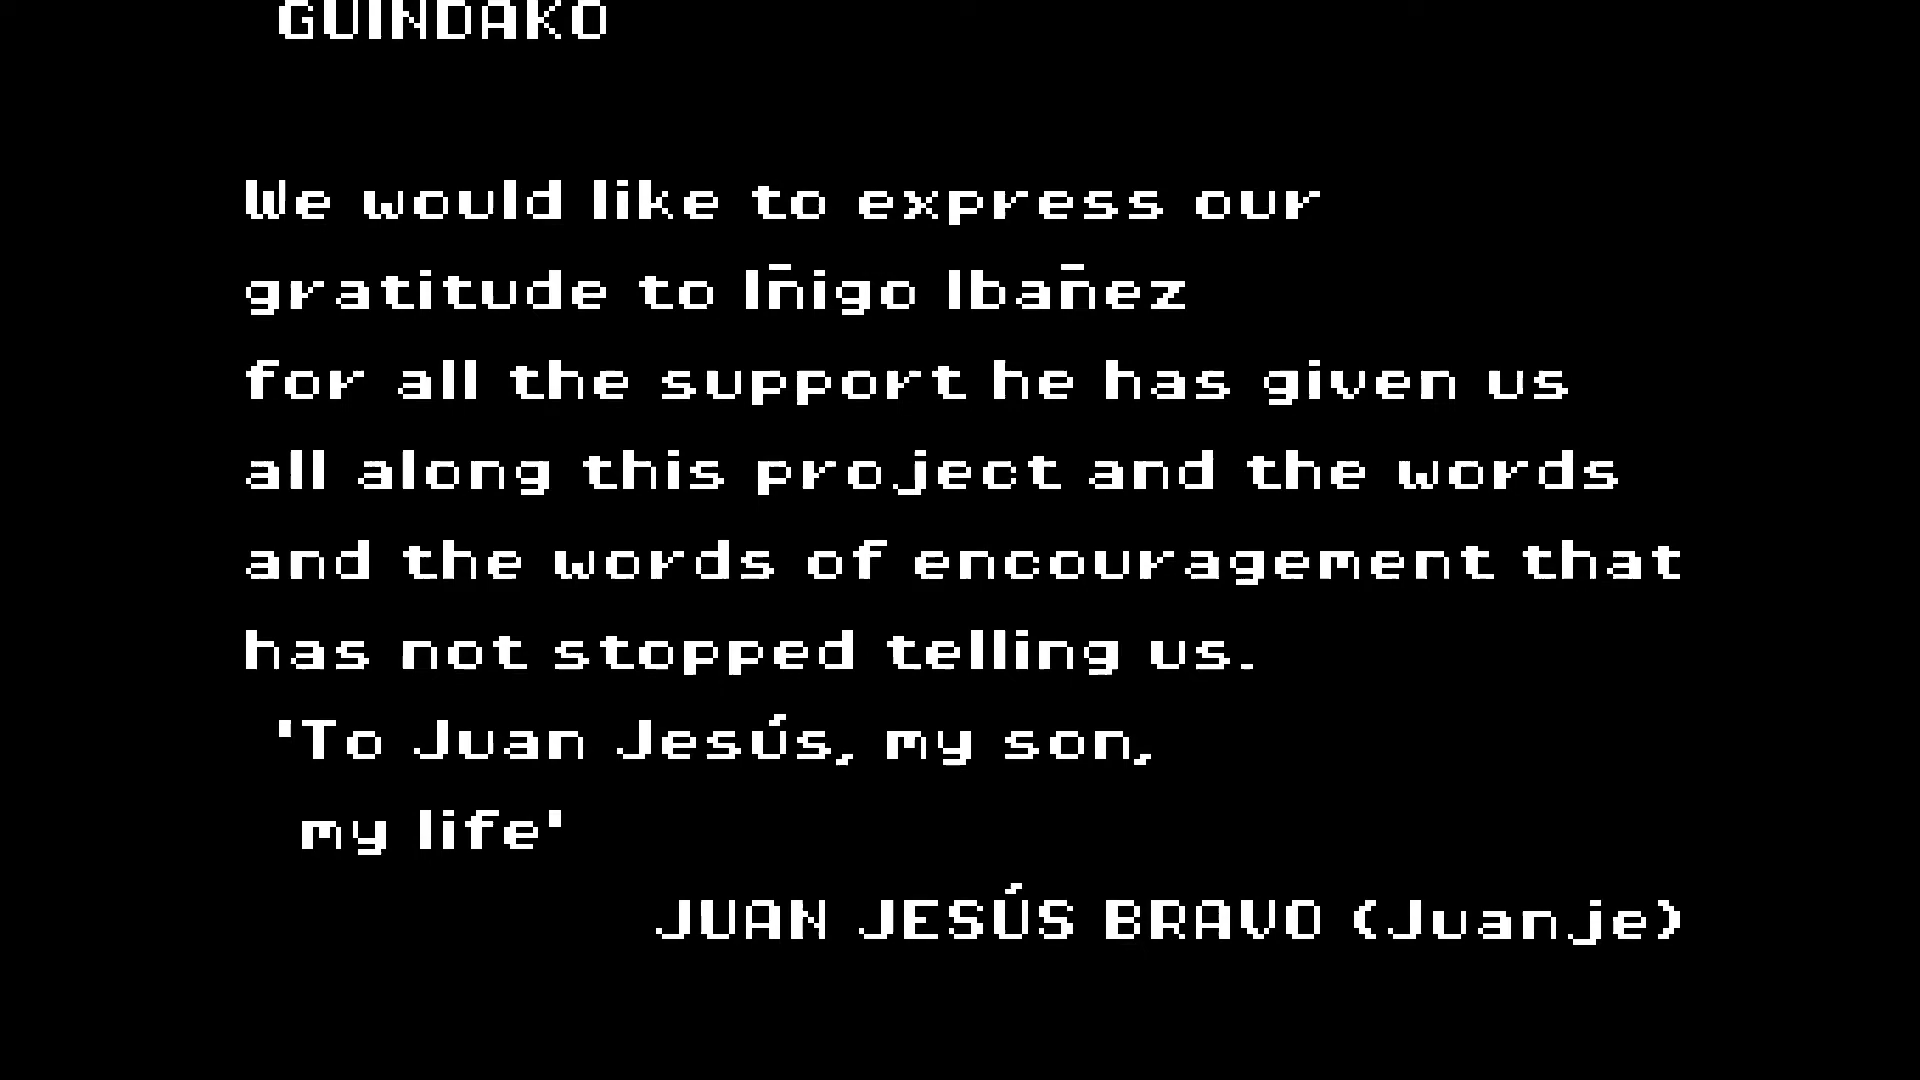 GUINDAKO
We would like to express our
gratitude to Iñigo Ibañez
for all the support he has given us
all along this project and the words
and the words of encouragement that
has not stopped telling us.
'To Juan Jesús, my son,
my life'
JUAN JESÚS BRAVO (Juanje)